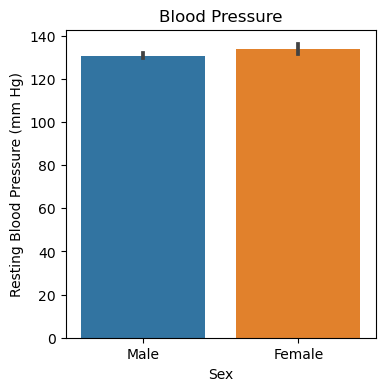 Blood Pressure
Resting Blood Pressure (mm Hg)
140
120
100
80
60
40
20
0
Male Female
Sex